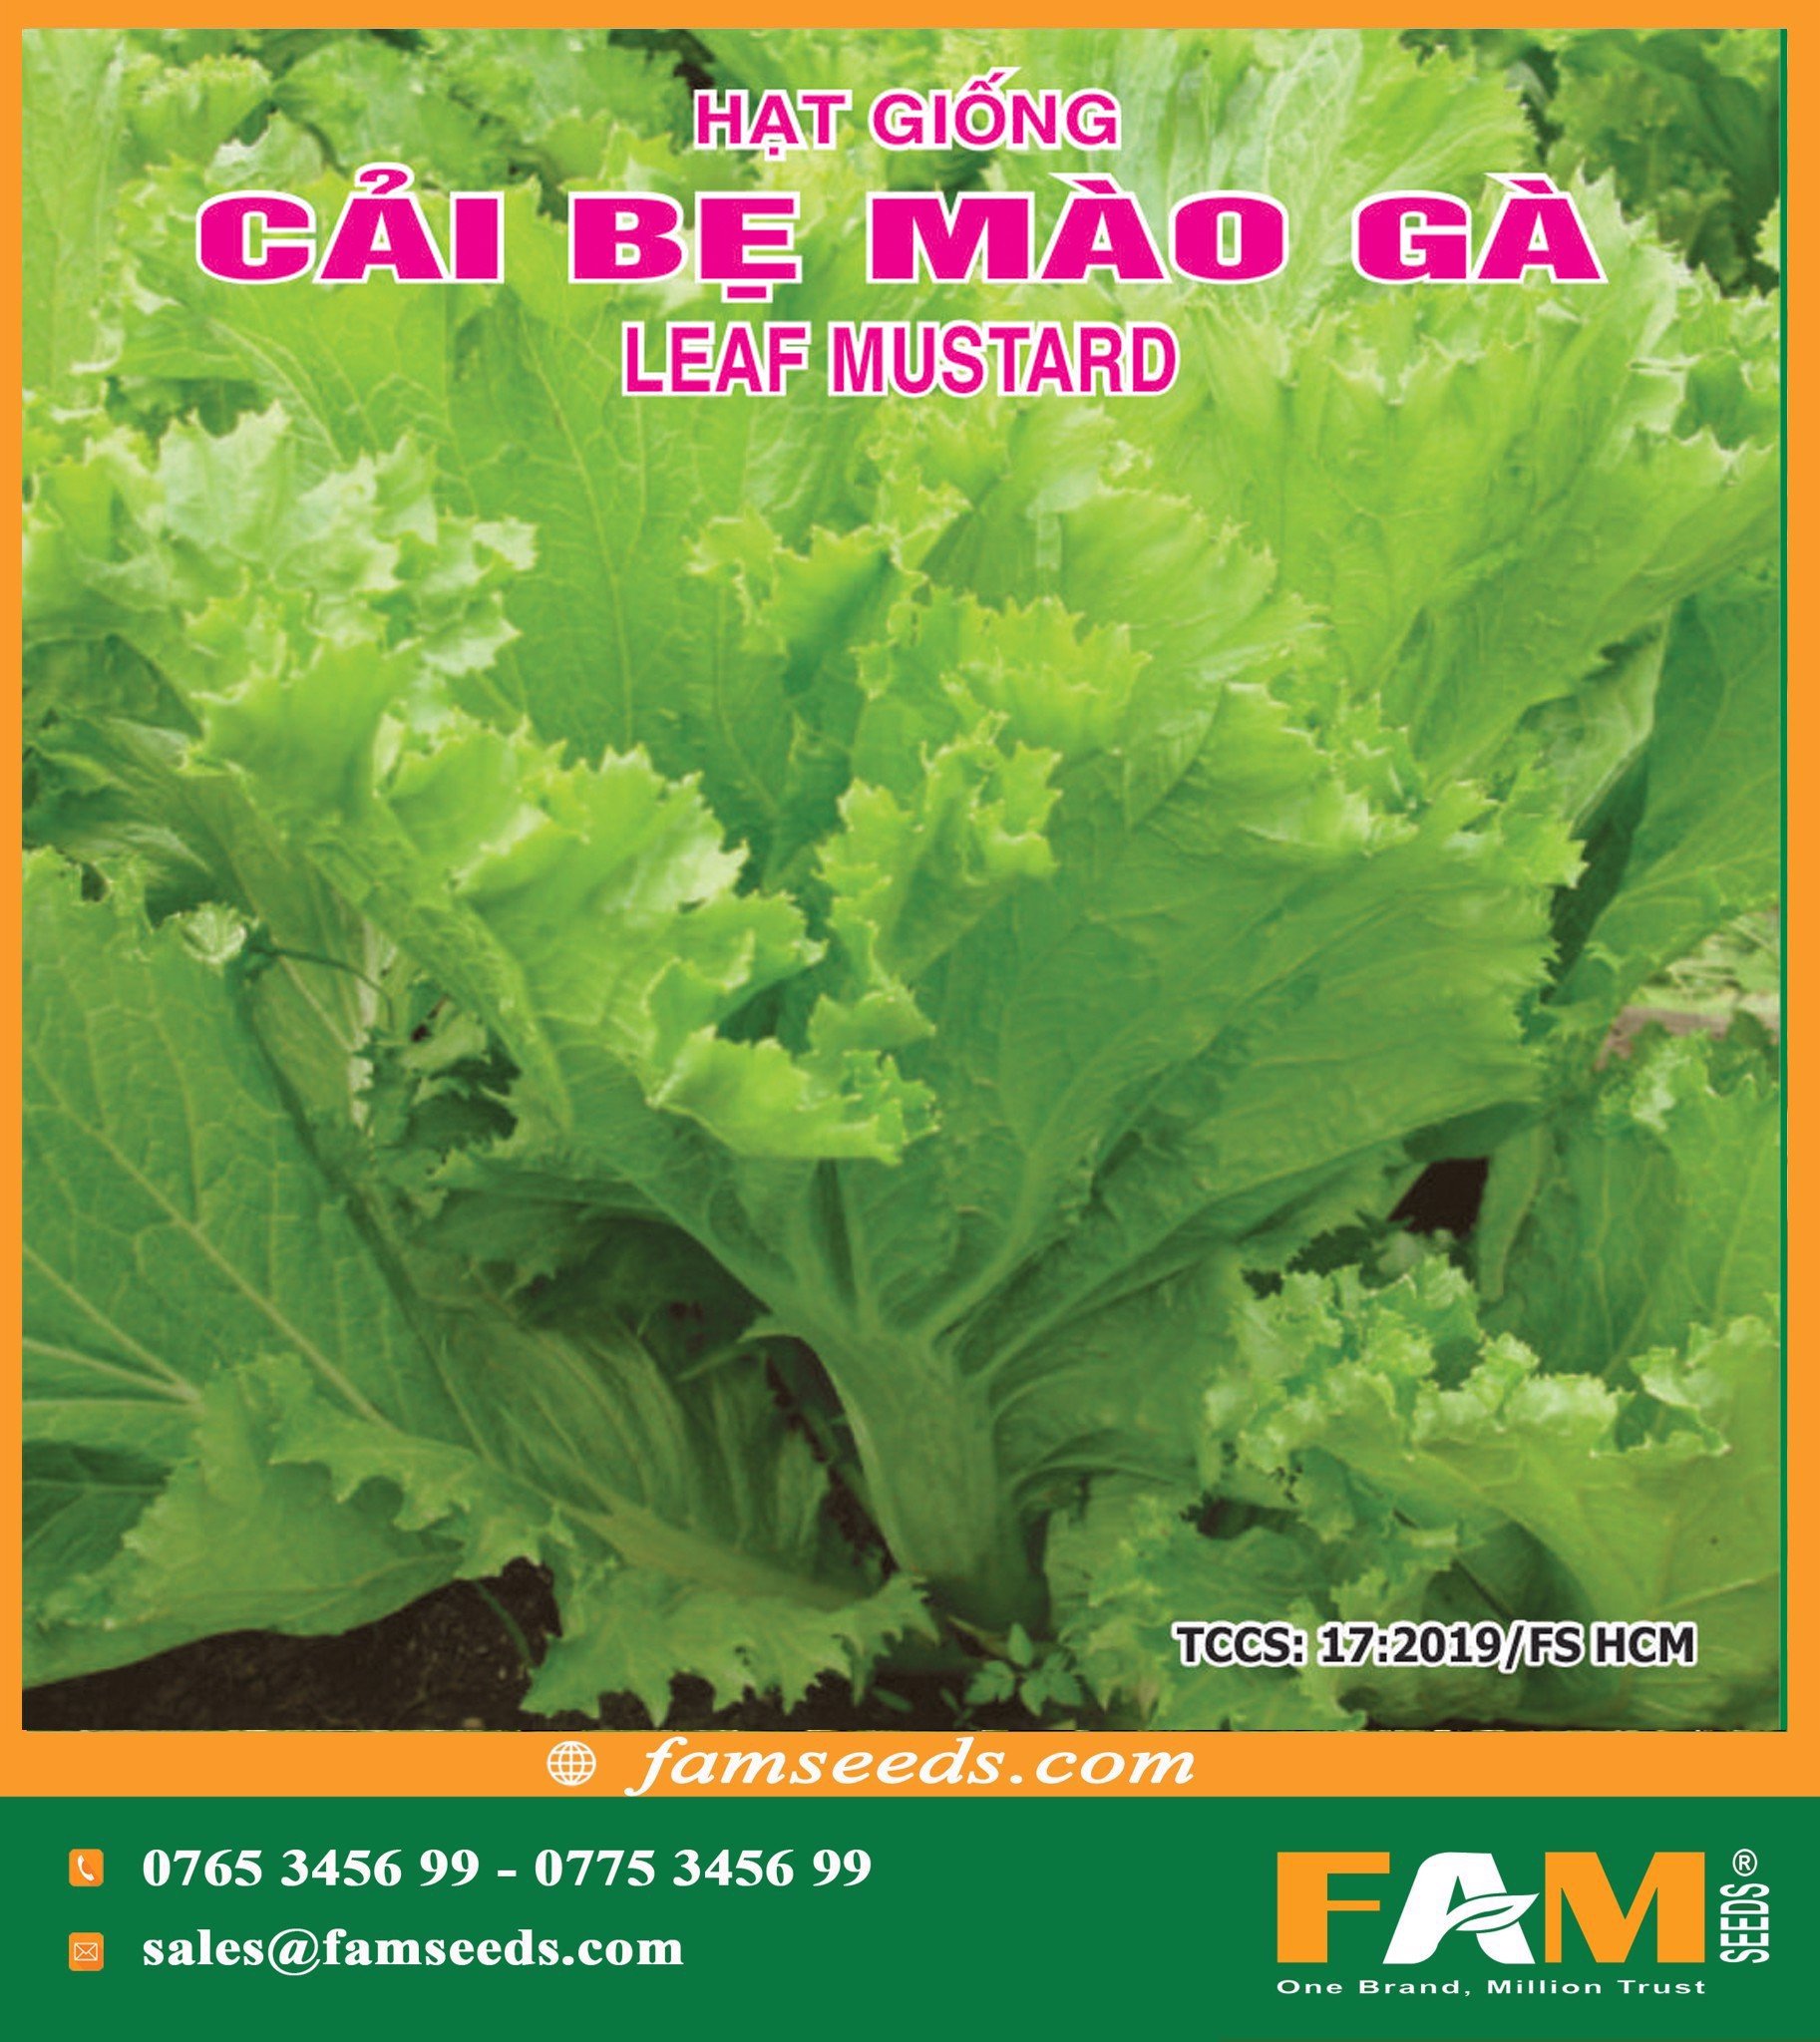 HẠT GIỐNG
CẢI BẸ MÀO GÀ
LEAF MUSTARD
TCCS: 17:2019/FS HCM
famseeds.com
0765 3456 99 - 0775 3456 99
sales@famseeds.com
FAM SEEDS®
One Brand, Million Trust